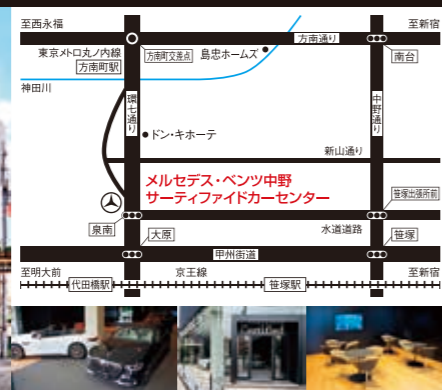 至西永福
至新宿
方南通り
東京メトロ丸ノ内線
方南町駅
方南町交差点
島忠ホームズ
南台
神田川
環七通り
中野通り
ドン・キホーテ
新山通り
メルセデス・ベンツ中野
サーティファイドカーセンター
笹塚出張所前
泉南
大原
水道道路
笹塚
甲州街道
至明大前
京王線
至新宿
代田橋駅
笹塚駅
Certified